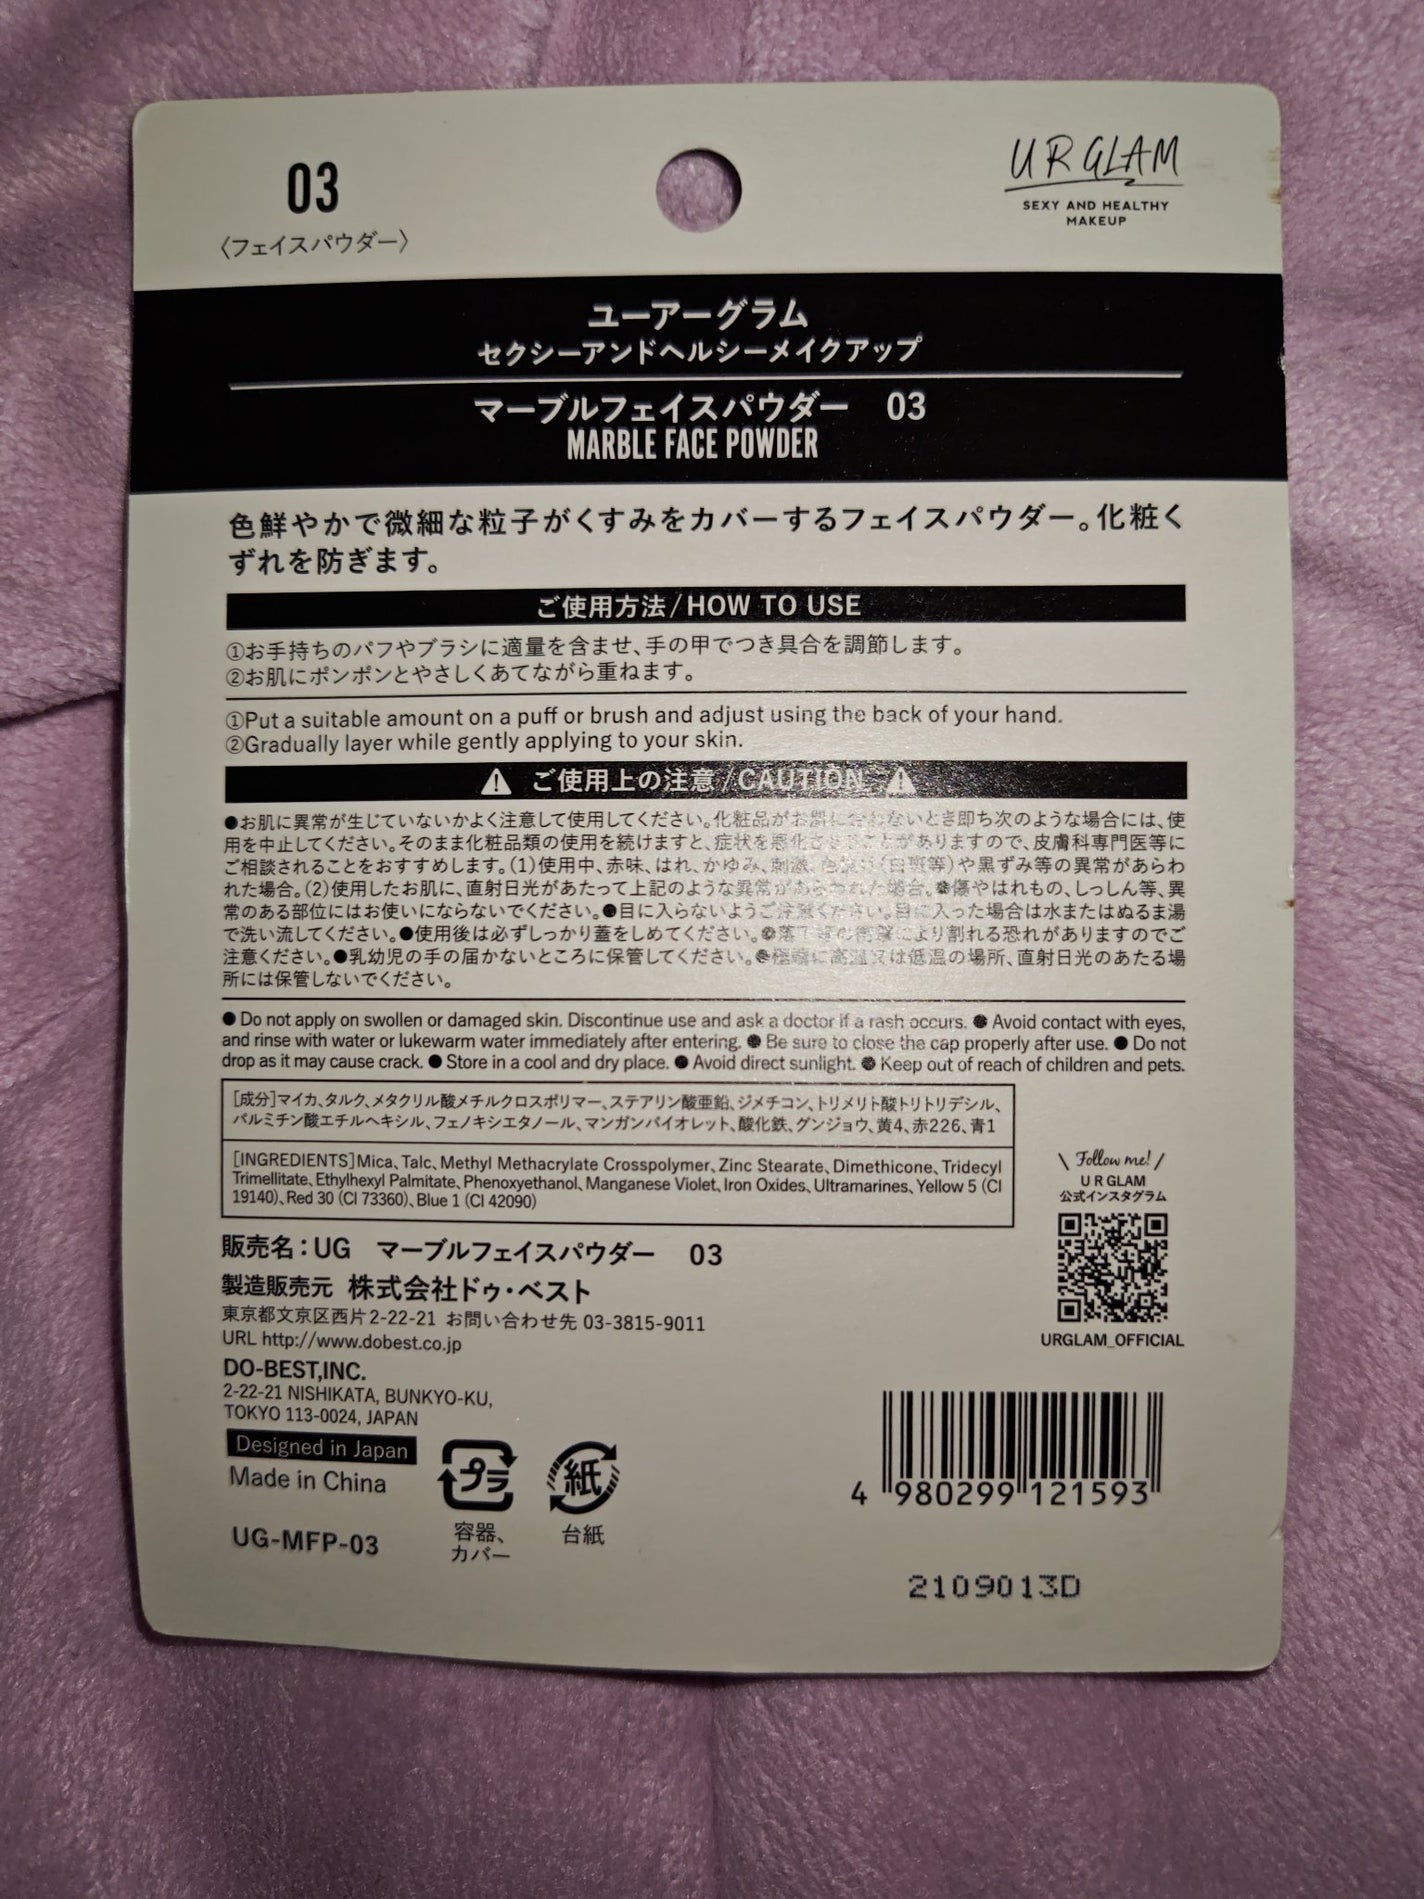 03
〈フェイスパウダー〉
UR GLAM
SEXY AND HEALTHY
MAKEUP
ユーアーグラム
セクシーアンドヘルシーメイクアップ
マーブルフェイスパウダー 03
MARBLE FACE POWDER
色鮮やかで微細な粒子がくすみをカバーするフェイスパウダー。化粧く
ずれを防ぎます。
ご使用方法/HOW TO USE
①お手持ちのパフやブラシに適量を含ませ、手の甲でつき具合を調節します。
②お肌にポンポンとやさしくあてながら重ねます。
①Put a suitable amount on a puff or brush and adjust using the back of your hand.
②Gradually layer while gently applying to your skin.
ご使用上の注意/CAUTION
●お肌に異常が生じていないかよく注意して使用してください。化粧品がお肌に合わないとき即ち次のような場合には、使
用を中止してください。そのまま化粧品類の使用を続けますと、症状を悪化させることがありますので、皮膚科専門医等に
ご相談されることをおすすめします。(1)使用中、赤味、はれ、かゆみ、刺激、色抜け(白斑等)や黒ずみ等の異常があらわ
れた場合。(2)使用したお肌に、直射日光があたって上記のような異常があらわれた場合。●傷やはれもの、しっしん等、異
常のある部位にはお使いにならないでください。●目に入らないようご注意ください。目に入った場合は水またはぬるま湯
で洗い流してください。●使用後は必ずしっかり蓋をしめてください。●落下等の衝撃により割れる恐れがありますのでご
注意ください。●乳幼児の手の届かないところに保管してください。●極端に高温又は低温の場所、直射日光のあたる場
所には保管しないでください。
● Do not apply on swollen or damaged skin. Discontinue use and ask a doctor if a rash occurs. ● Avoid contact with eyes,
and rinse with water or lukewarm water immediately after entering. ● Be sure to close the cap properly after use. ● Do not
drop as it may cause crack. ● Store in a cool and dry place. ● Avoid direct sunlight. ● Keep out of reach of children and pets.
[成分]マイカ、タルク、メタクリル酸メチルクロスポリマー、ステアリン酸亜鉛、ジメチコン、トリメリト酸トリトリデシル、
パルミチン酸エチルヘキシル、フェノキシエタノール、マンガンバイオレット、酸化鉄、グンジョウ、黄4、赤226、青1
[INGREDIENTS]Mica、Talc、Methyl Methacrylate Crosspolymer、Zinc Stearate、Dimethicone、Tridecyl
Trimellitate、Ethylhexyl Palmitate、Phenoxyethanol、Manganese Violet、Iron Oxides、Ultramarines、Yellow 5 (CI
19140)、Red 30 (CI 73360)、Blue 1 (CI 42090)
\ Follow me! /
U R GLAM
公式インスタグラム
URGLAM_OFFICIAL
販売名：UG マーブルフェイスパウダー 03
製造販売元 株式会社ドゥ・ベスト
東京都文京区西片2-22-21 お問い合わせ先 03-3815-9011
URL http://www.dobest.co.jp
DO-BEST,INC.
2-22-21 NISHIKATA, BUNKYO-KU,
TOKYO 113-0024, JAPAN
Designed in Japan
Made in China
UG-MFP-03
プラ
容器、
カバー
紙
台紙
4 980299 121593
2109013D